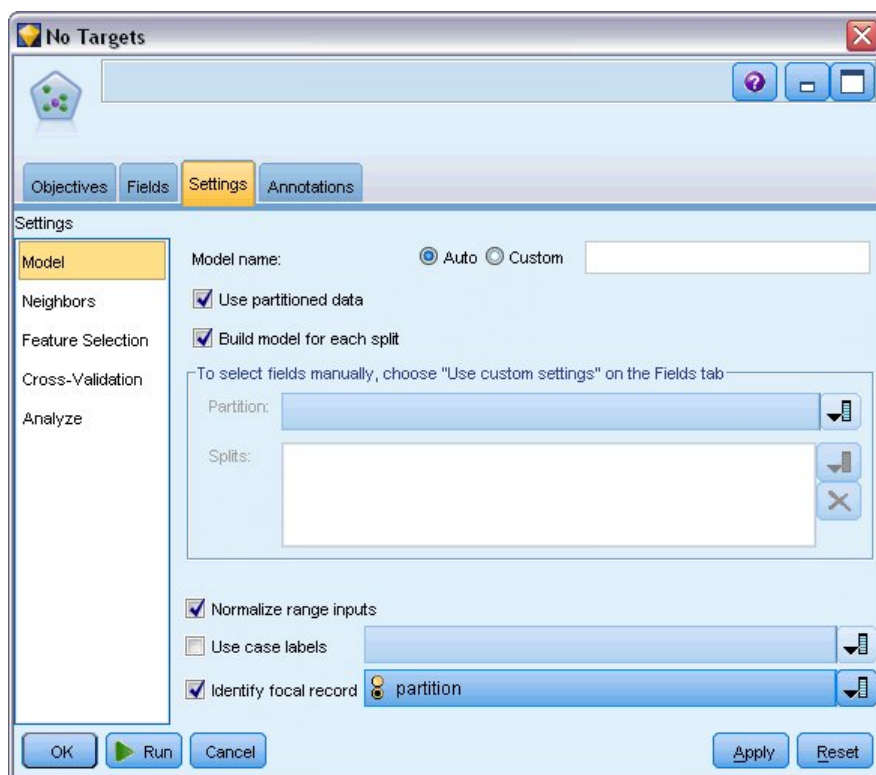 No Targets
Objectives Fields Settings Annotations
Settings
Model
Neighbors
Feature Selection
Cross-Validation
Analyze
Model name: Auto Custom
Use partitioned data
Build model for each split
To select fields manually, choose "Use custom settings" on the Fields tab
Partition:
Splits:
Normalize range inputs
Use case labels
Identify focal record partition
OK Run Cancel Apply Reset